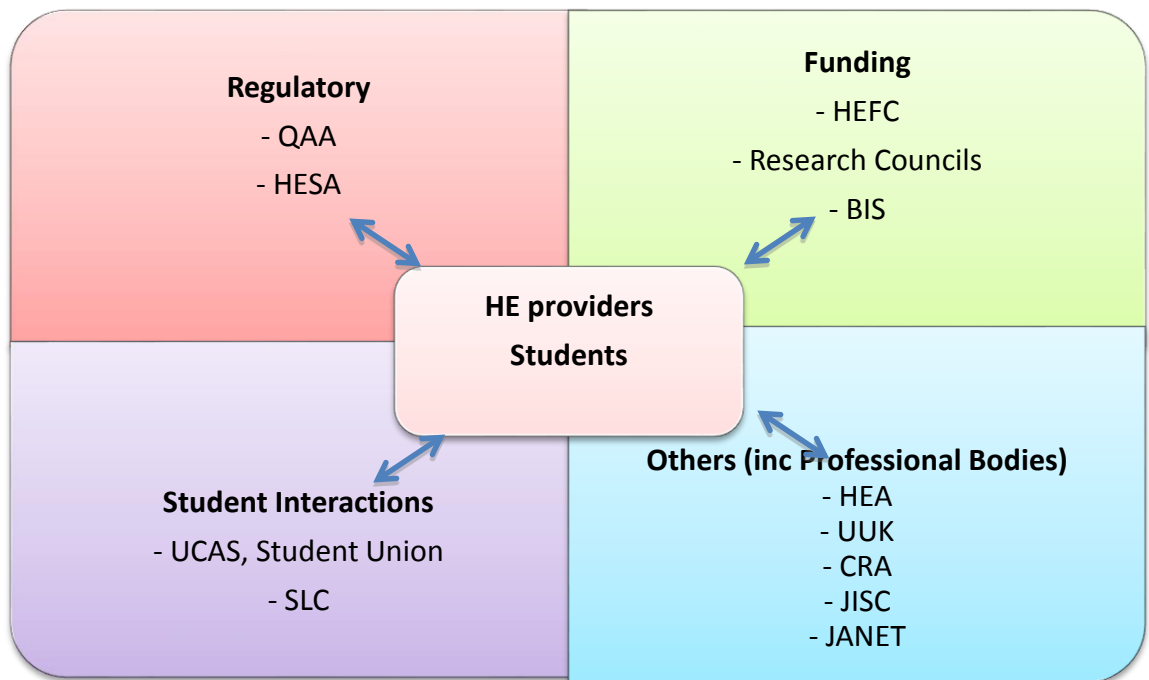 Regulatory
- QAA
- HESA
Funding
- HEFC
- Research Councils
- BIS
HE providers
Students
Student Interactions
- UCAS, Student Union
- SLC
Others (inc Professional Bodies)
- HEA
- UUK
- CRA
- JISC
- JANET